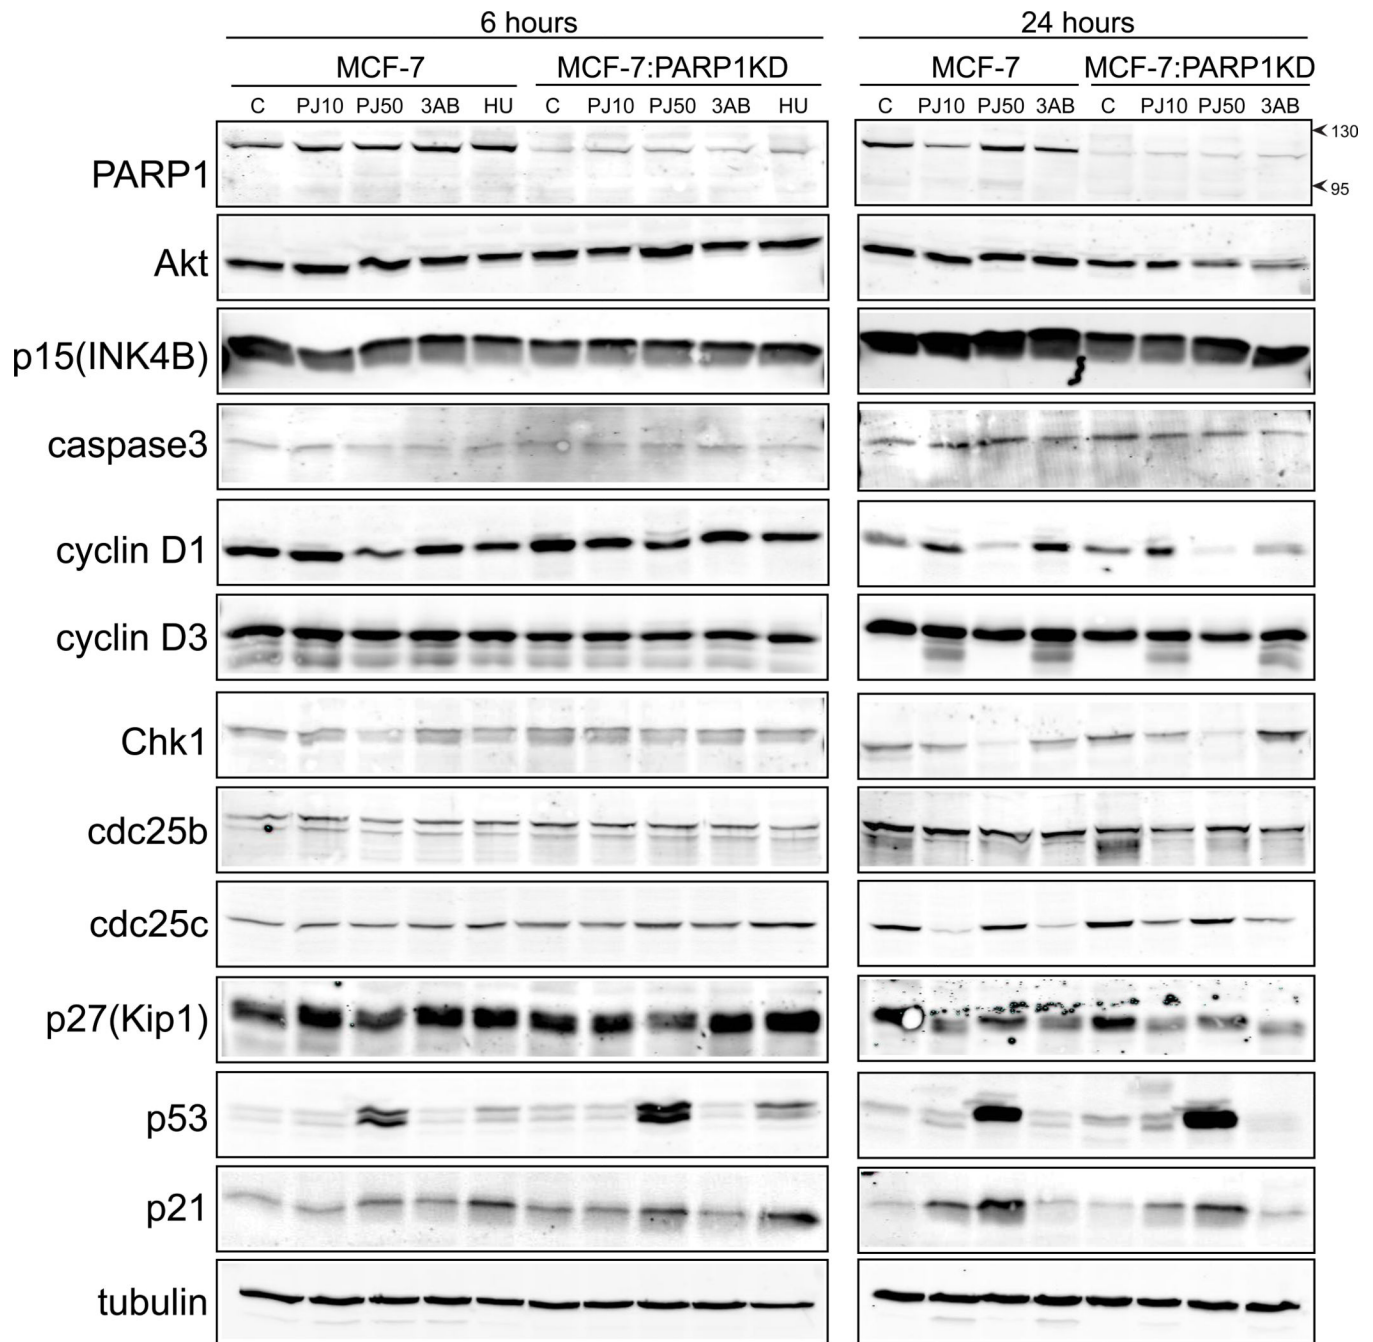 6 hours 24 hours
MCF-7 MCF-7:PARP1KD MCF-7 MCF-7:PARP1KD
C PJ10 PJ50 3AB HU C PJ10 PJ50 3AB HU C PJ10 PJ50 3AB C PJ10 PJ50 3AB
130
PARP1
95
Akt
p15(INK4B)
caspase3
cyclin D1
cyclin D3
Chk1
cdc25b
cdc25c
p27(Kip1)
p53
p21
tubulin